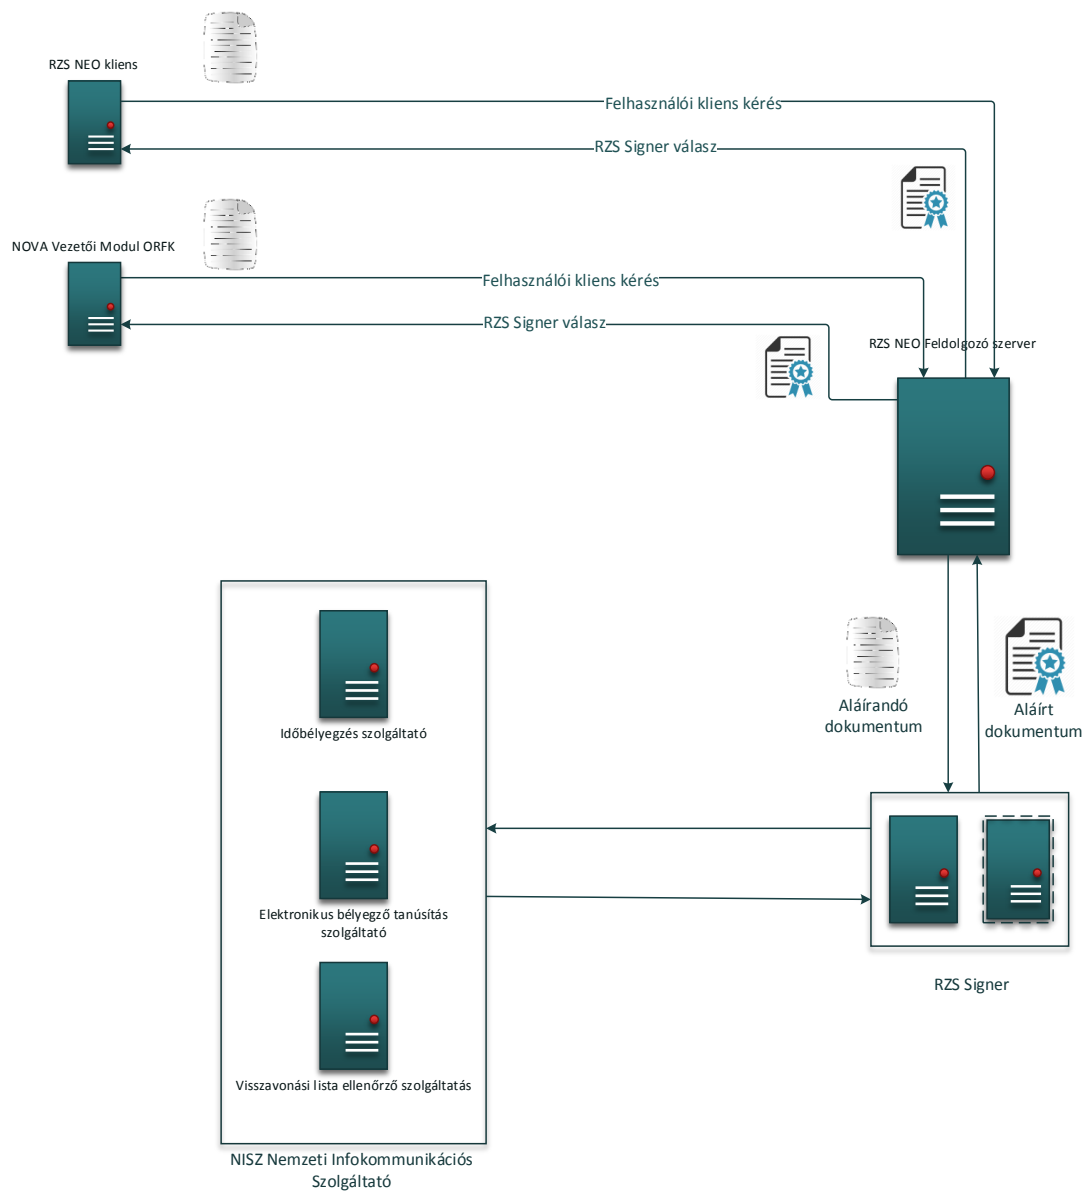 RZS NEO kliens
Felhasználói kliens kérés
RZS Signer válasz
NOVA Vezetői Modul ORFK
Felhasználói kliens kérés
RZS Signer válasz
RZS NEO Feldolgozó szerver
Aláírandó
dokumentum
Aláírt
dokumentum
Időbélyegzés szolgáltató
Elektronikus bélyegző tanúsítás
szolgáltató
Visszavonási lista ellenőrző szolgáltatás
RZS Signer
NISZ Nemzeti Infokommunikációs
Szolgáltató